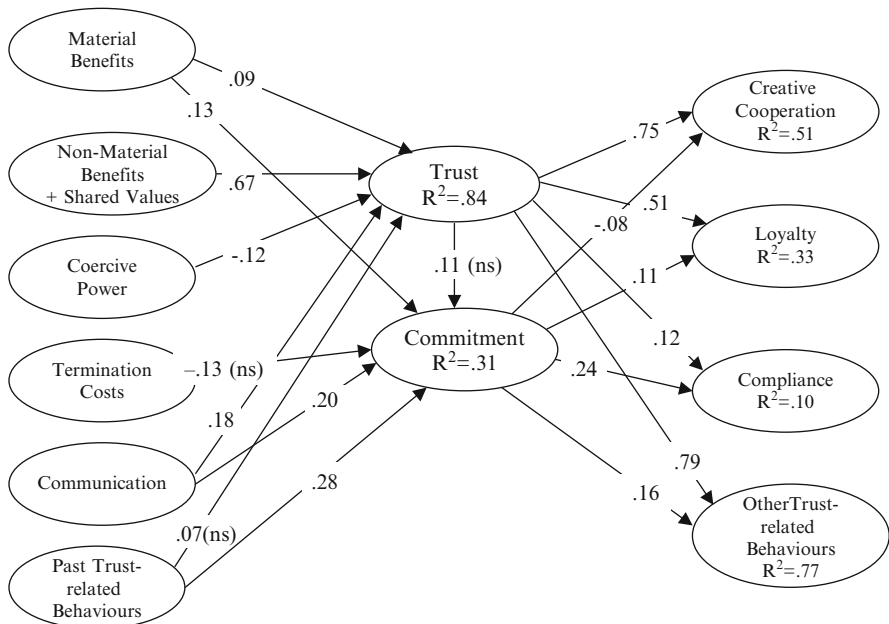 Material
Benefits
.09
.13
Non-Material
Benefits
+ Shared Values
.67
Coercive
Power
-.12
Termination
Costs
–.13 (ns)
.20
.18
Communication
.28
.07(ns)
Past Trust-
related
Behaviours
Trust
R²=.84
.11 (ns)
Commitment
R²=.31
.75
-.08
.51
.11
.12
.24
.79
.16
Creative
Cooperation
R²=.51
Loyalty
R²=.33
Compliance
R²=.10
OtherTrust-
related
Behaviours
R²=.77